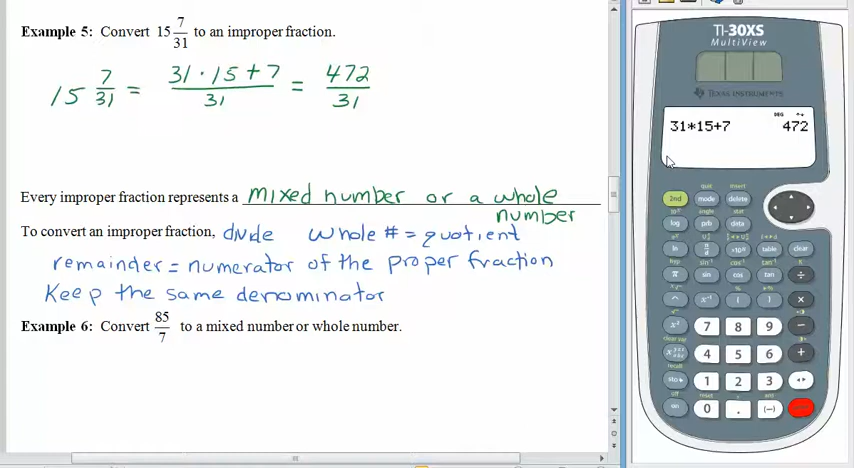 Example 5: Convert 15 7/31 to an improper fraction.
15 7/31 = (31 · 15 + 7)/31 = 472/31
Every improper fraction represents a mixed number or a whole
number
To convert an improper fraction, divide whole # = quotient
remainder = numerator of the proper fraction
Keep the same denominator
Example 6: Convert 85/7 to a mixed number or whole number.
TI-30XS
MultiView
TEXAS INSTRUMENTS
DEG
31*15+7 472
quit insert
2nd mode delete
angle stat
log prb data
ln n/d table clear
π sin cos tan ÷
^ x⁻¹ ( ) ×
x² 7 8 9 −
clear var
4 5 6 +
recall
sto▸ 1 2 3 ◂▸
off reset
on 0 . (−)